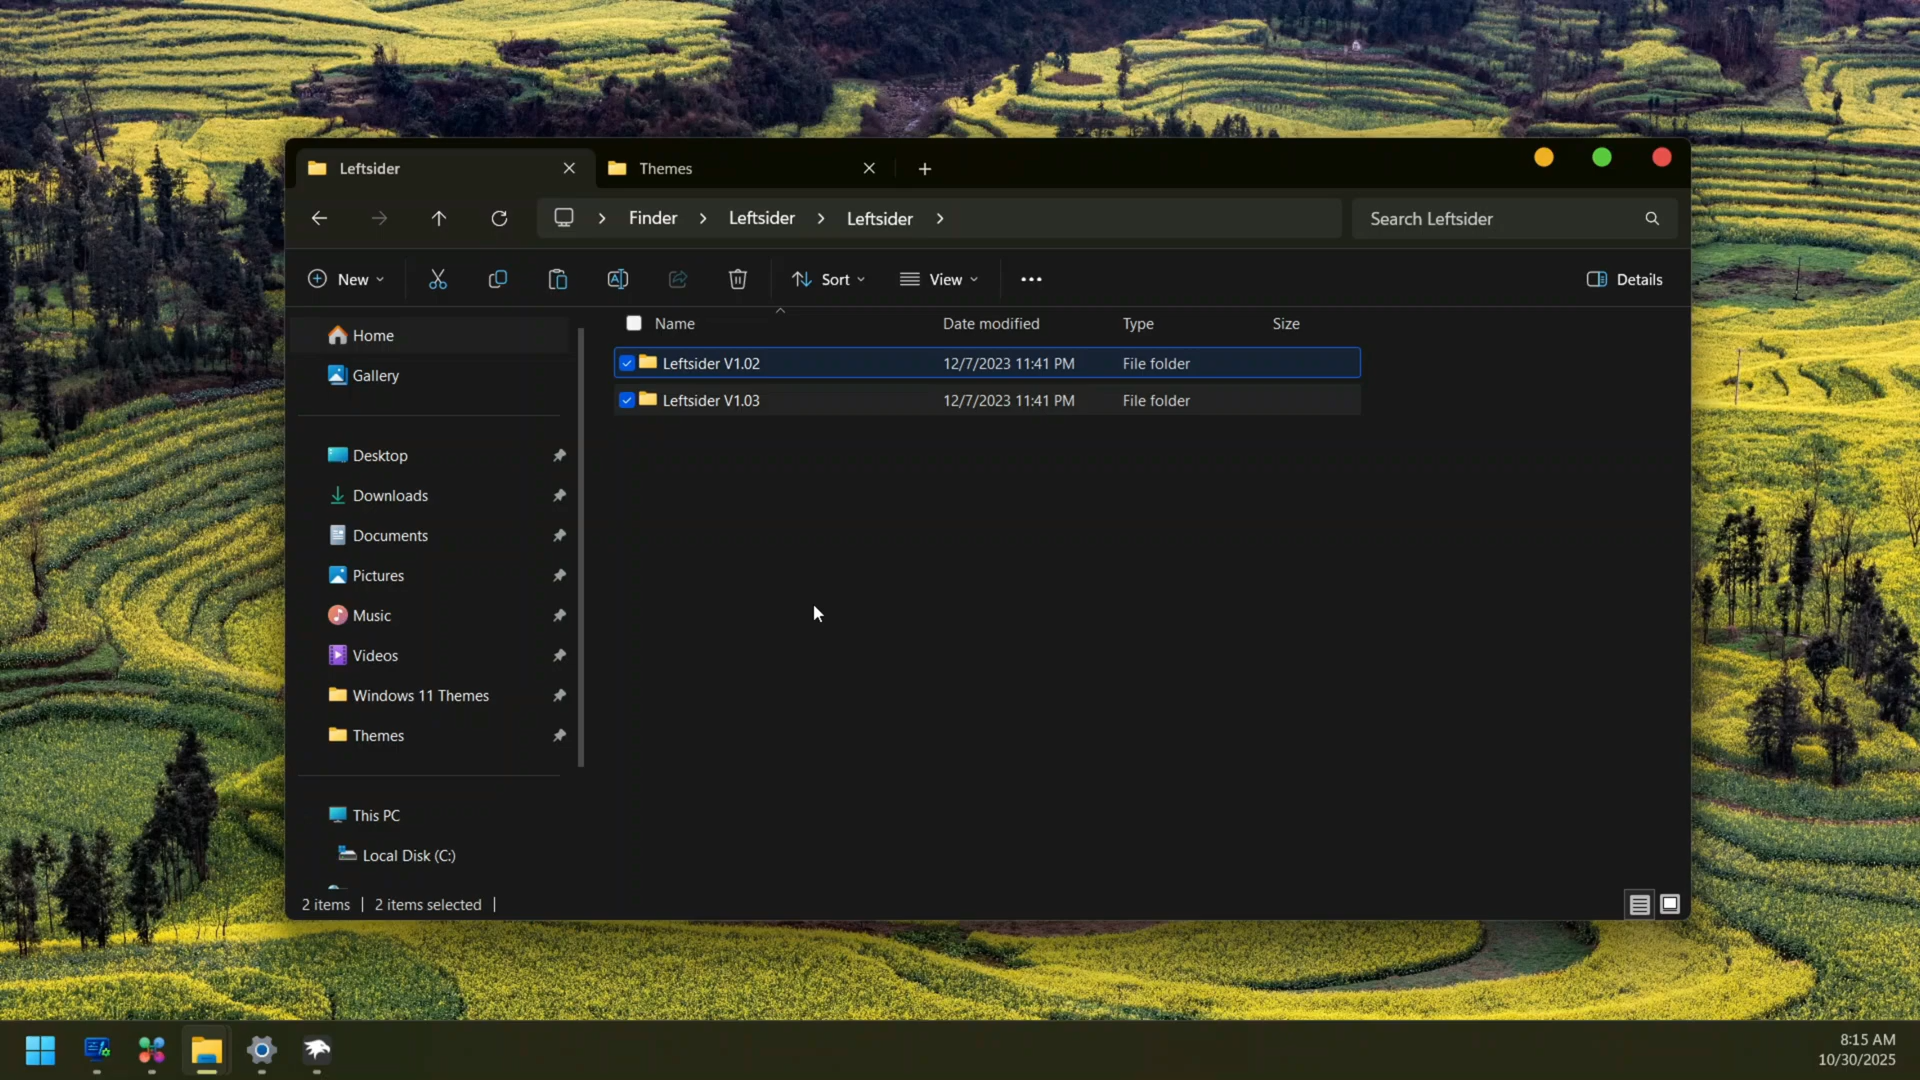 Leftsider
Themes
Finder
Leftsider
Leftsider
Search Leftsider
New
Sort
View
Details
Home
Gallery
Desktop
Downloads
Documents
Pictures
Music
Videos
Windows 11 Themes
Themes
This PC
Local Disk (C:)
Name Date modified Type Size
Leftsider V1.02 12/7/2023 11:41 PM File folder
Leftsider V1.03 12/7/2023 11:41 PM File folder
2 items 2 items selected
8:15 AM
10/30/2025